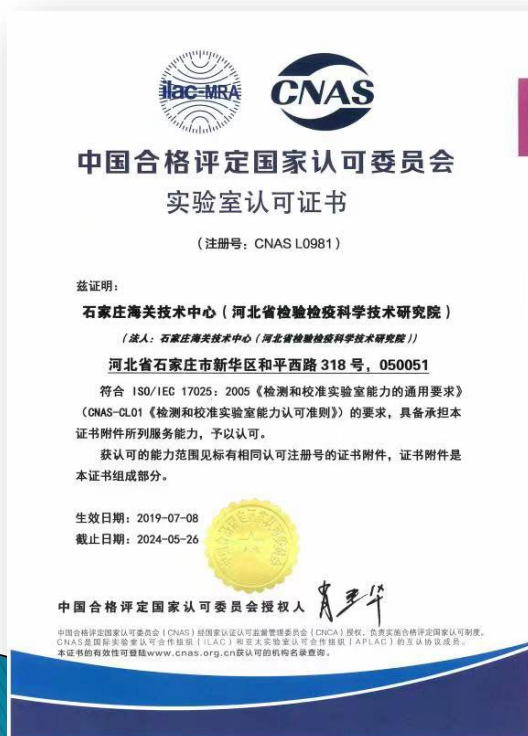 ilac-MRA
CNAS
中国合格评定国家认可委员会
实验室认可证书
（注册号：CNAS L0981）
兹证明：
石家庄海关技术中心（河北省检验检疫科学技术研究院）
（法人：石家庄海关技术中心（河北省检验检疫科学技术研究院））
河北省石家庄市新华区和平西路 318 号，050051
符合 ISO/IEC 17025：2005《检测和校准实验室能力的通用要求》
（CNAS-CL01《检测和校准实验室能力认可准则》）的要求，具备承担本
证书附件所列服务能力，予以认可。
获认可的能力范围见标有相同认可注册号的证书附件，证书附件是
本证书组成部分。
生效日期：2019-07-08
截止日期：2024-05-26
中国合格评定国家认可委员会授权人
中国合格评定国家认可委员会（CNAS）经国家认证认可监督管理委员会（CNCA）授权，负责实施合格评定国家认可制度。
CNAS是国际实验室认可合作组织（ILAC）和亚太实验室认可合作组织（APLAC）的互认协议成员。
本证书的有效性可登陆www.cnas.org.cn获认可的机构名录查询。